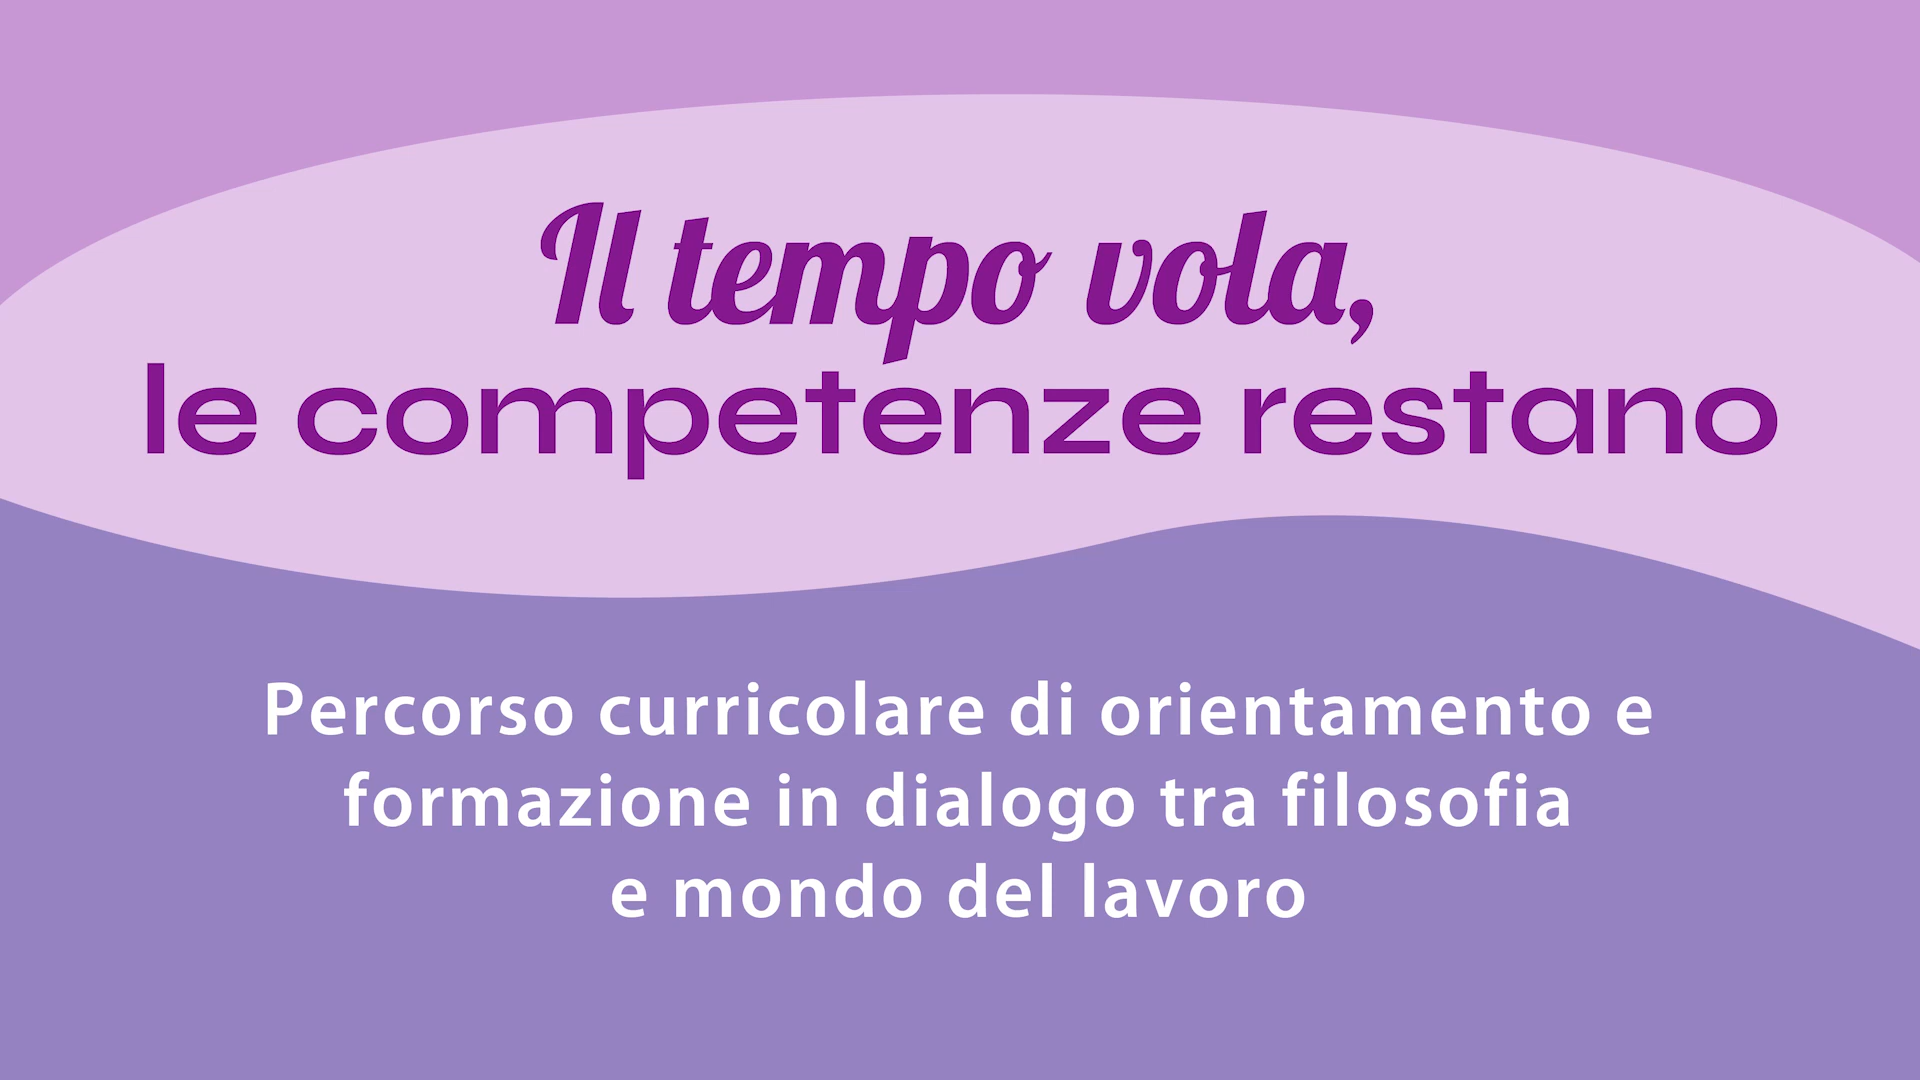 Il tempo vola,
le competenze restano
Percorso curricolare di orientamento e
formazione in dialogo tra filosofia
e mondo del lavoro